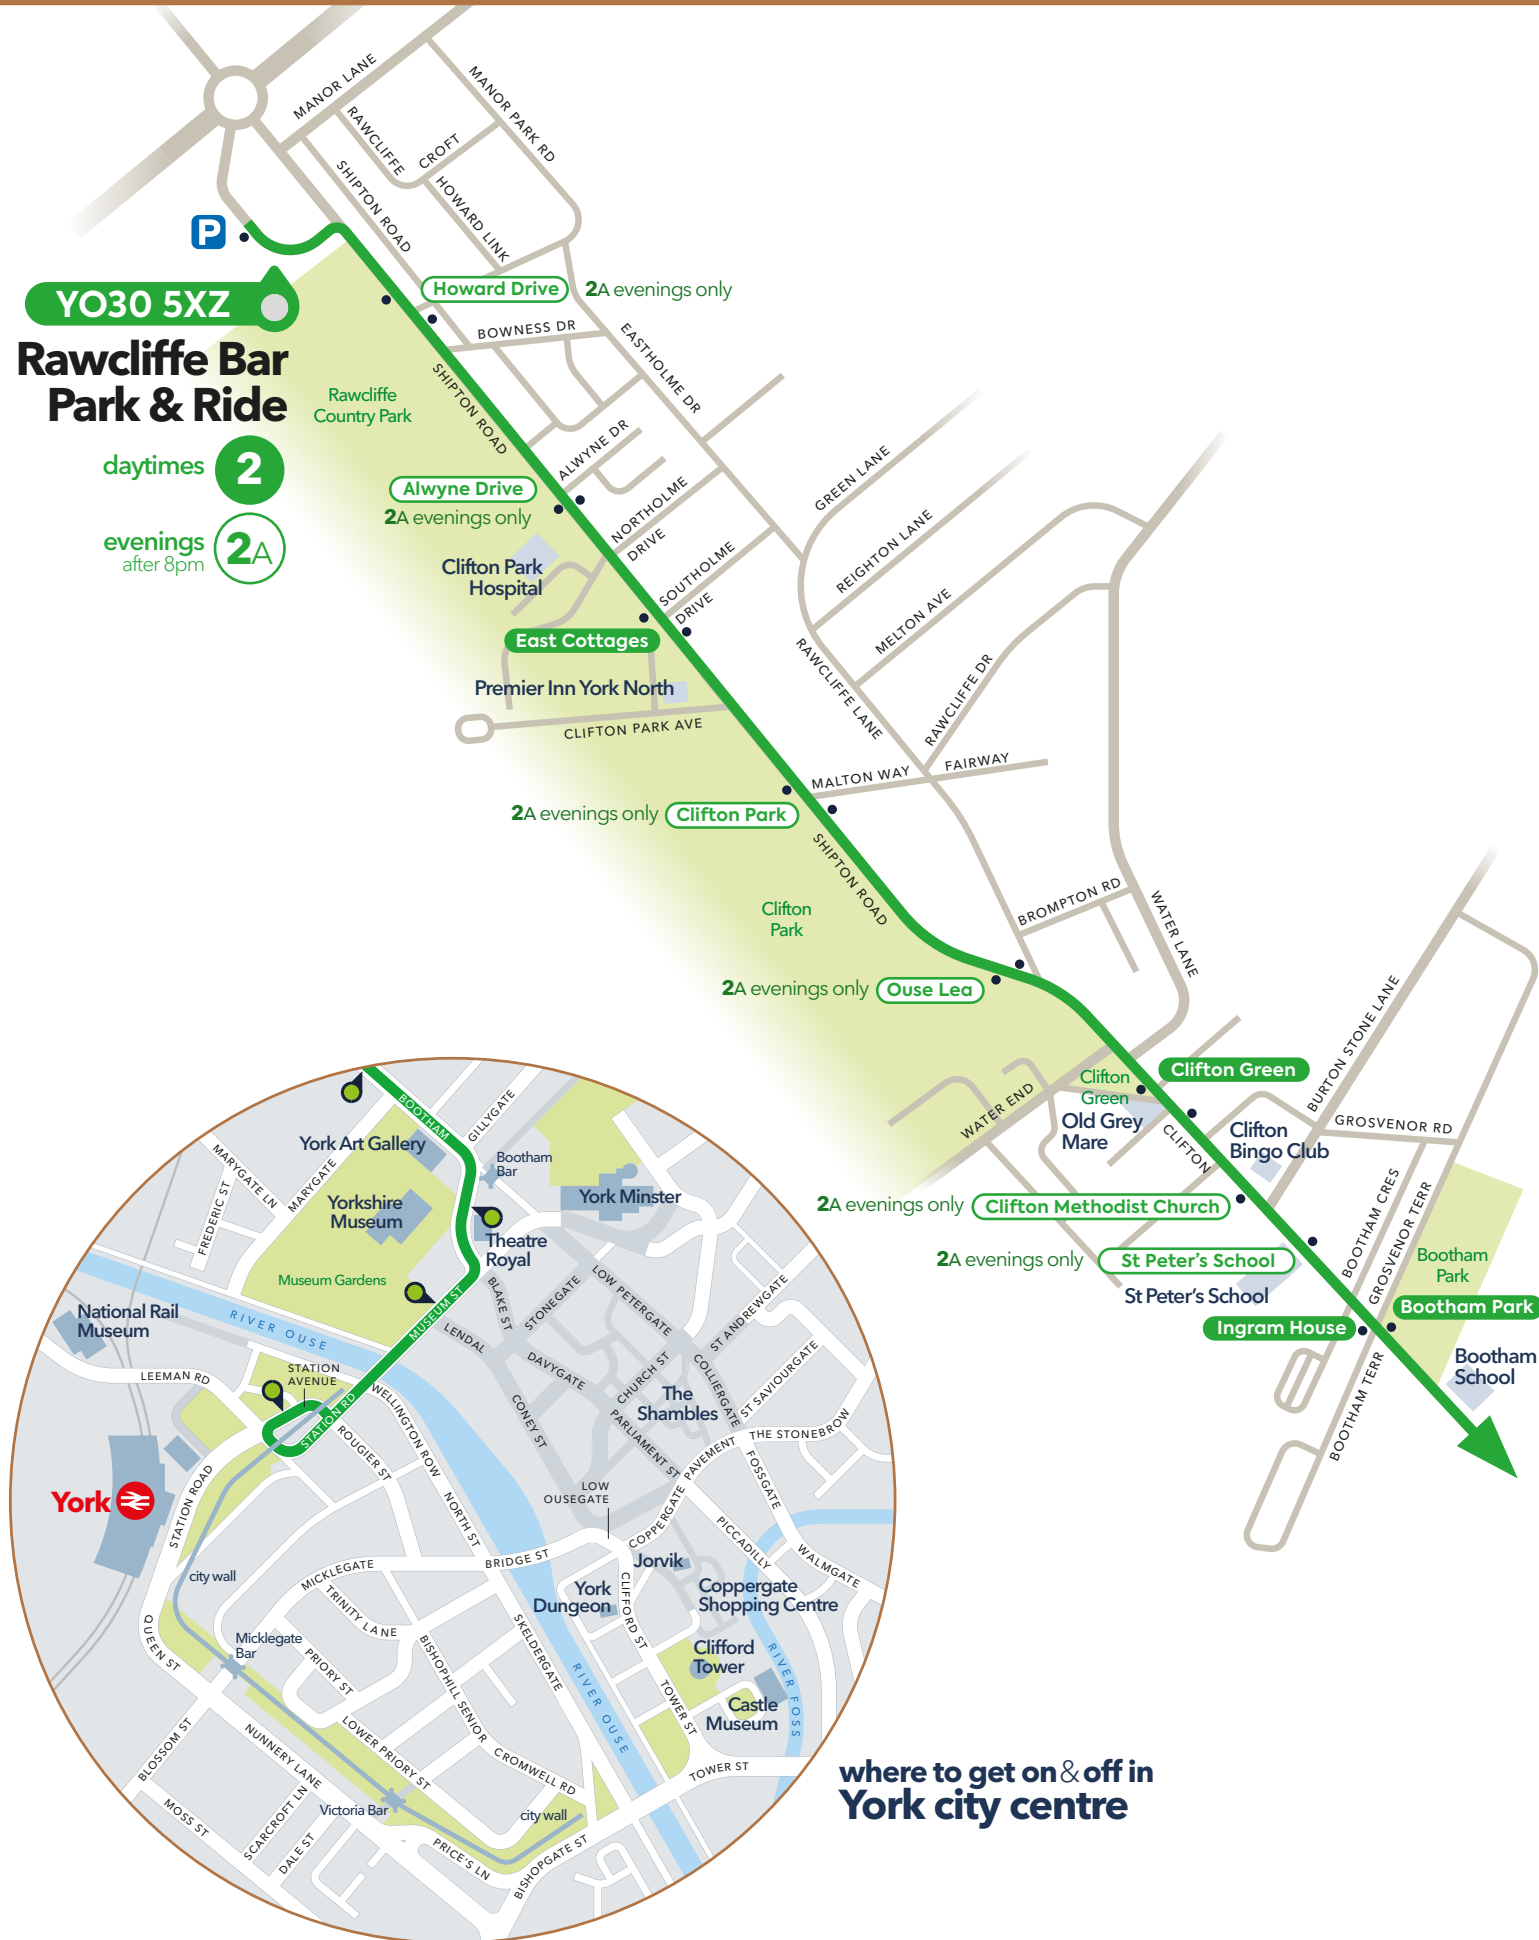 MANOR LANE
MANOR PARK RD
RAWCLIFFE
CROFT
SHIPTON ROAD
HOWARD LINK
P
YO30 5XZ
Rawcliffe Bar
Park & Ride
daytimes 2
evenings
after 8pm
2A
Howard Drive 2A evenings only
BOWNESS DR
EASTHOLME DR
Rawcliffe
Country Park
SHIPTON ROAD
ALWYNE DR
Alwyne Drive
2A evenings only
NORTHOLME
DRIVE
GREEN LANE
Clifton Park
Hospital
SOUTHOLME
DRIVE
REIGHTON LANE
East Cottages
MELTON AVE
Premier Inn York North
RAWCLIFFE LANE
RAWCLIFFE DR
CLIFTON PARK AVE
MALTON WAY
FAIRWAY
2A evenings only Clifton Park
SHIPTON ROAD
Clifton
Park
BROMPTON RD
WATER LANE
2A evenings only Ouse Lea
BURTON STONE LANE
Clifton Green
Clifton
Green
WATER END
Old Grey
Mare
CLIFTON
Clifton
Bingo Club
GROSVENOR RD
2A evenings only Clifton Methodist Church
BOOTHAM CRES
GROSVENOR TERR
2A evenings only St Peter's School
St Peter's School
Bootham
Park
Bootham Park
Ingram House
Bootham
School
BOOTHAM TERR
BOOTHAM
GILLYGATE
York Art Gallery
Bootham
Bar
MARYGATE LN
MARYGATE
FREDERIC ST
Yorkshire
Museum
York Minster
Theatre
Royal
Museum Gardens
MUSEUM ST
BLAKE ST
STONEGATE
LOW PETERGATE
ST ANDREWGATE
National Rail
Museum
RIVER OUSE
LENDAL
DAVYGATE
CHURCH ST
COLLIERGATE
ST SAVIOURGATE
LEEMAN RD
STATION
AVENUE
STATION RD
WELLINGTON ROW
CONEY ST
The
Shambles
PARLIAMENT ST
PAVEMENT
THE STONEBROW
ROUGIER ST
FOSSGATE
York
STATION ROAD
NORTH ST
LOW
OUSEGATE
COPPERGATE
PICCADILLY
city wall
MICKLEGATE
BRIDGE ST
Jorvik
WALMGATE
TRINITY LANE
York
Dungeon
CLIFFORD ST
Coppergate
Shopping Centre
QUEEN ST
Micklegate
Bar
PRIORY ST
BISHOPHILL SENIOR
SKELDERGATE
Clifford
Tower
RIVER FOSS
RIVER OUSE
TOWER ST
Castle
Museum
BLOSSOM ST
NUNNERY LANE
LOWER PRIORY ST
CROMWELL RD
TOWER ST
MOSS ST
SCARCROFT LN
DALE ST
Victoria Bar
city wall
PRICE'S LN
BISHOPGATE ST
where to get on & off in
York city centre